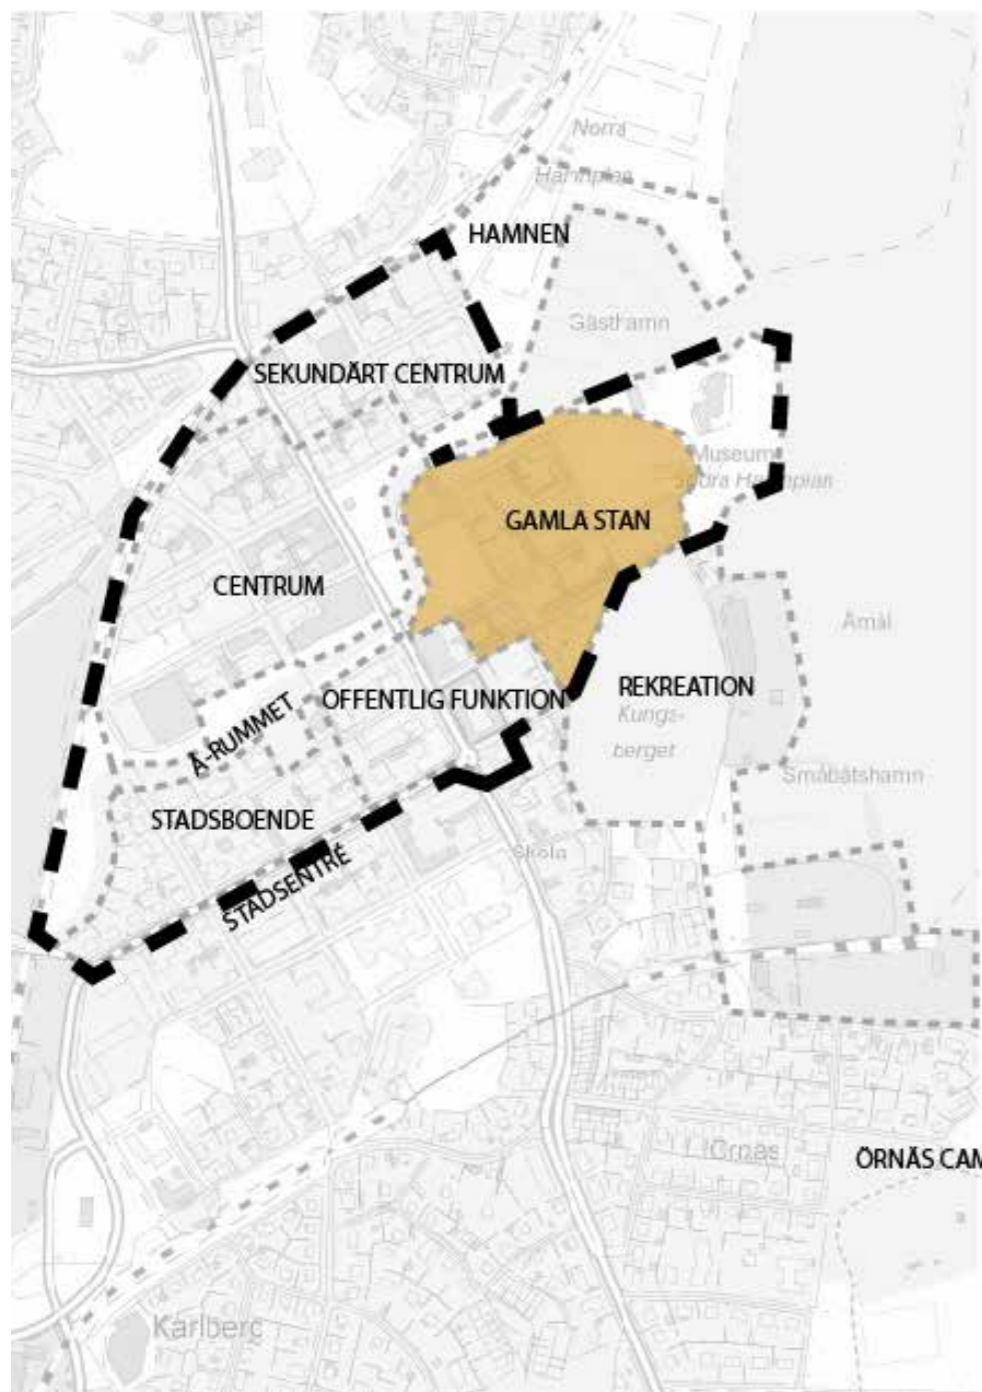 Norra
Hamnplan
HAMNEN
Gästhamn
SEKUNDÄRT CENTRUM
Museum
Södra Hamnplan
GAMLA STAN
CENTRUM
Åmål
OFFENTLIG FUNKTION
REKREATION
Kungs-
berget
Å-RUMMET
Småbåtshamn
STADSBOENDE
Skola
STADSENTRÉ
Örnäs
ÖRNÄS CAM
Karlberg